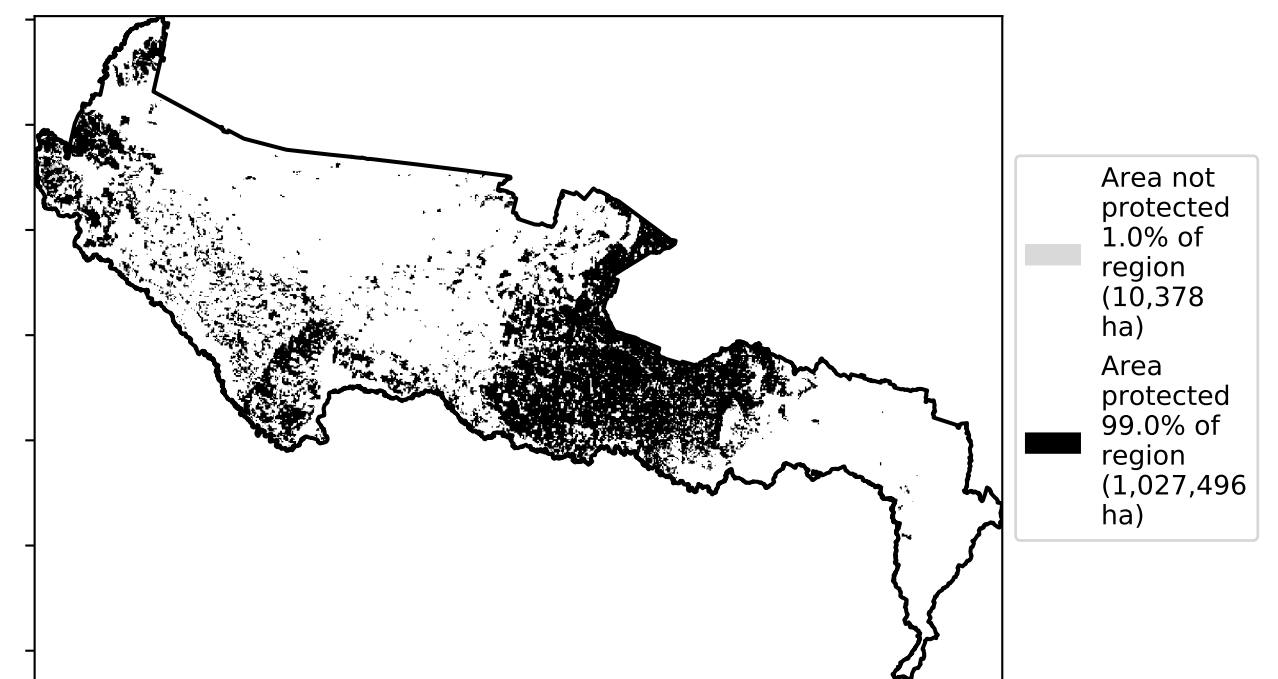 Area not
protected
1.0% of
region
(10,378
ha)
Area
protected
99.0% of
region
(1,027,496
ha)